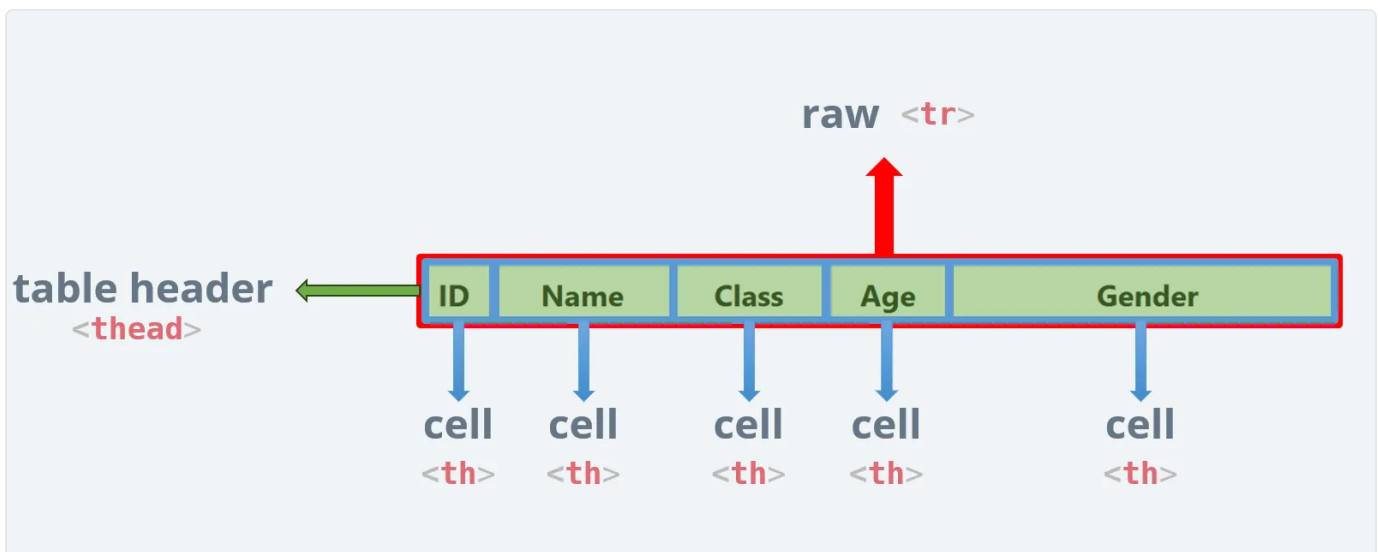 raw <tr>
table header
<thead>
ID Name Class Age Gender
cell cell cell cell cell
<th> <th> <th> <th> <th>